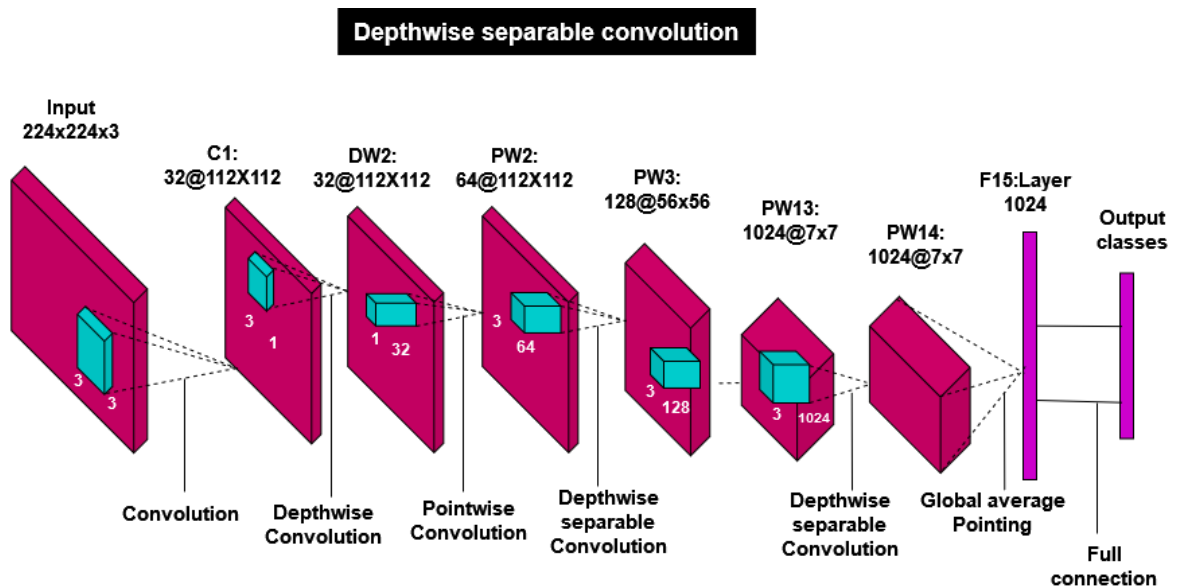 Depthwise separable convolution
Input
224x224x3
C1:
32@112X112
DW2:
32@112X112
PW2:
64@112X112
PW3:
128@56x56
PW13:
1024@7x7
PW14:
1024@7x7
F15:Layer
1024
Output
classes
3
3
3
1
1
32
3
64
3
128
3
1024
Convolution
Depthwise
Convolution
Pointwise
Convolution
Depthwise
separable
Convolution
Depthwise
separable
Convolution
Global average
Pointing
Full
connection